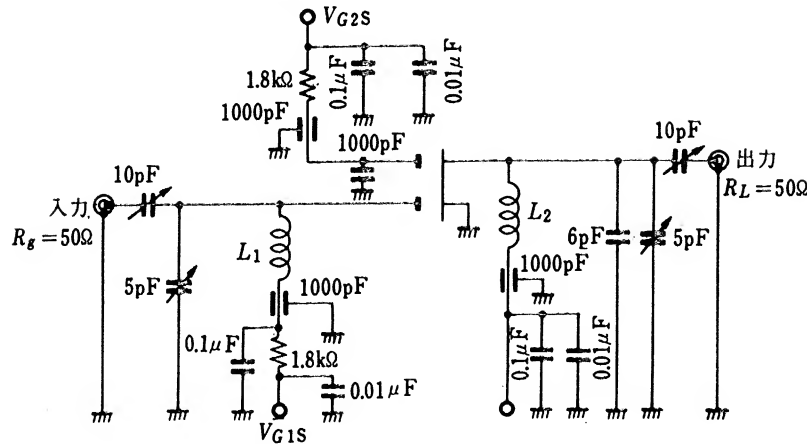 V_G2S
1.8kΩ
0.1μF
0.01μF
1000pF
1000pF
10pF
出力
R_L=50Ω
10pF
入力
R_g=50Ω
5pF
L_1
1000pF
0.1μF
1.8kΩ
0.01μF
V_G1S
L_2
6pF
5pF
1000pF
0.1μF
0.01μF